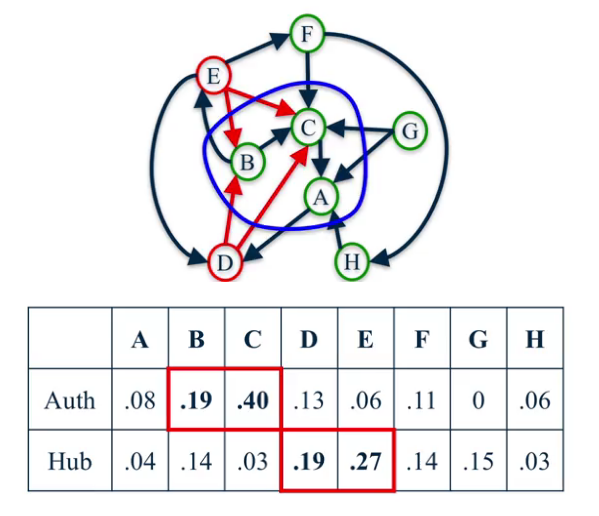 F
E
C
G
B
A
D
H
A B C D E F G H
Auth .08 .19 .40 .13 .06 .11 0 .06
Hub .04 .14 .03 .19 .27 .14 .15 .03